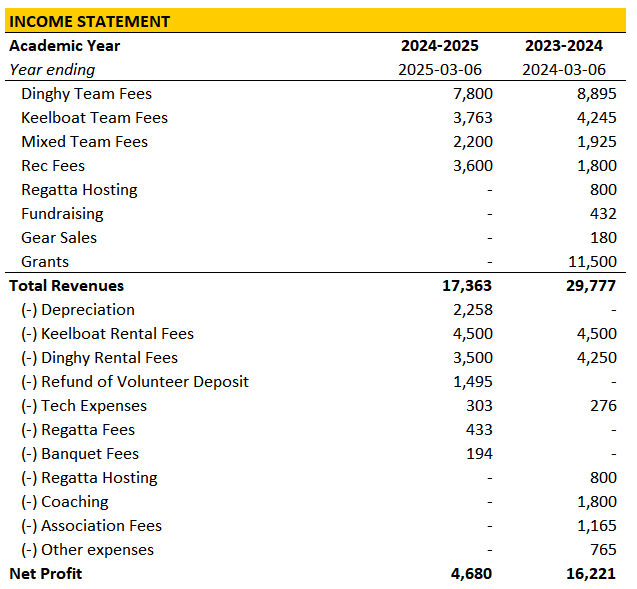 INCOME STATEMENT
Academic Year 2024-2025 2023-2024
Year ending 2025-03-06 2024-03-06
Dinghy Team Fees 7,800 8,895
Keelboat Team Fees 3,763 4,245
Mixed Team Fees 2,200 1,925
Rec Fees 3,600 1,800
Regatta Hosting - 800
Fundraising - 432
Gear Sales - 180
Grants - 11,500
Total Revenues 17,363 29,777
(-) Depreciation 2,258 -
(-) Keelboat Rental Fees 4,500 4,500
(-) Dinghy Rental Fees 3,500 4,250
(-) Refund of Volunteer Deposit 1,495 -
(-) Tech Expenses 303 276
(-) Regatta Fees 433 -
(-) Banquet Fees 194 -
(-) Regatta Hosting - 800
(-) Coaching - 1,800
(-) Association Fees - 1,165
(-) Other expenses - 765
Net Profit 4,680 16,221